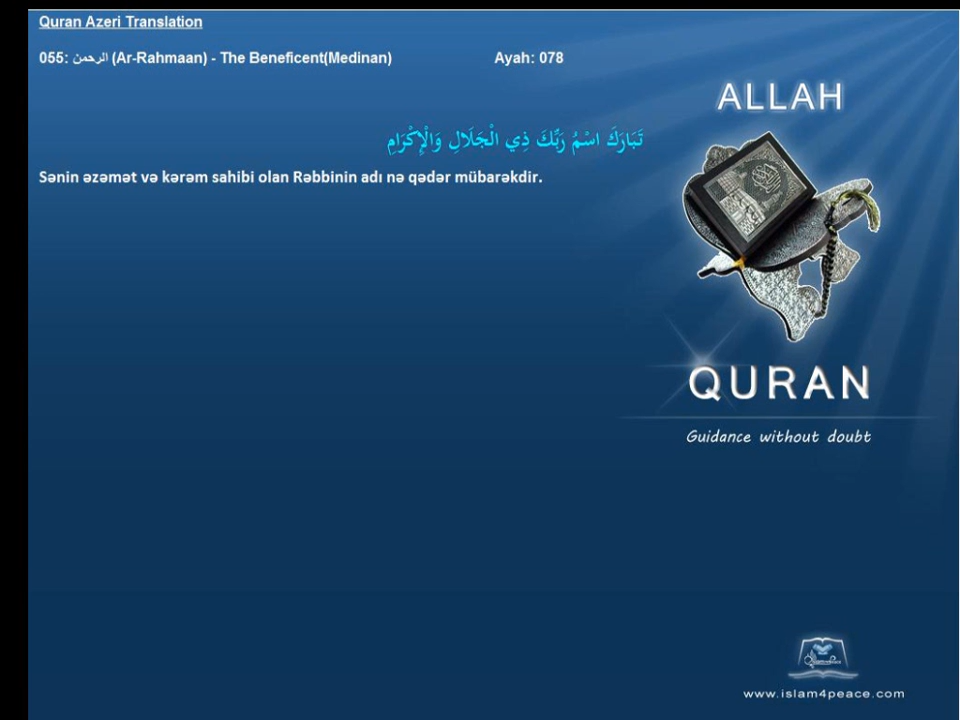 Quran Azeri Translation
055: الرحمن (Ar-Rahmaan) - The Beneficent(Medinan) Ayah: 078
ALLAH
تَبَارَكَ اسْمُ رَبِّكَ ذِي الْجَلَالِ وَالْإِكْرَامِ
Sənin əzəmət və kərəm sahibi olan Rəbbinin adı nə qədər mübarəkdir.
QURAN
Guidance without doubt
www.islam4peace.com